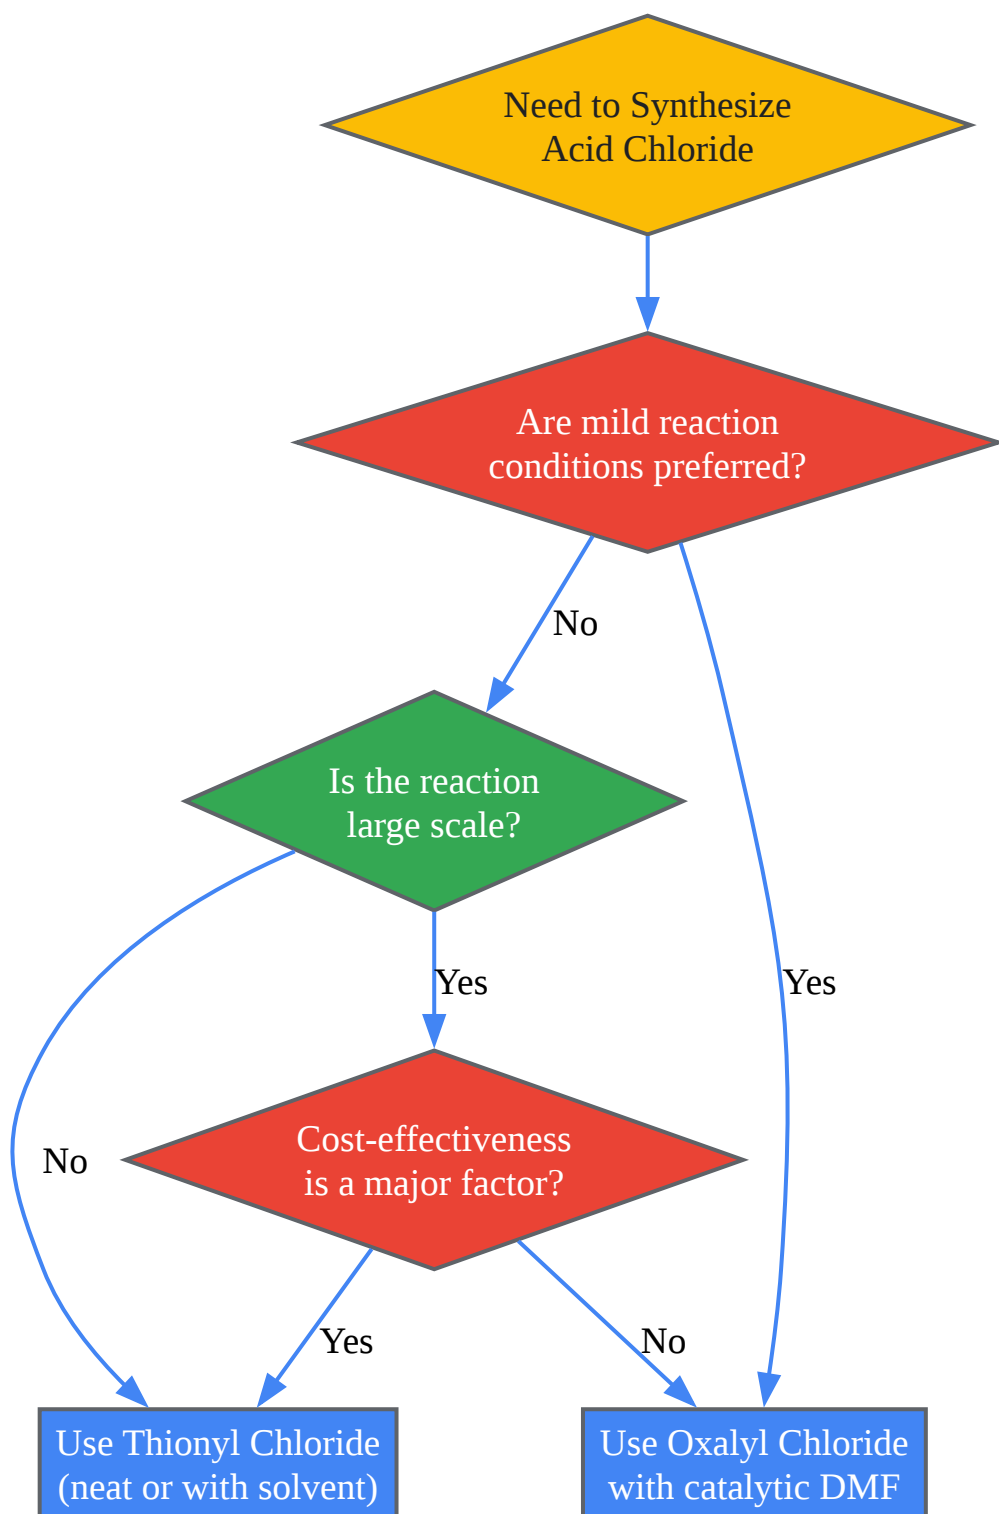 Need to Synthesize
Acid Chloride
Are mild reaction
conditions preferred?
No
Is the reaction
large scale?
Yes
Yes
Cost-effectiveness
is a major factor?
No
Yes
No
Use Thionyl Chloride
(neat or with solvent)
Use Oxalyl Chloride
with catalytic DMF